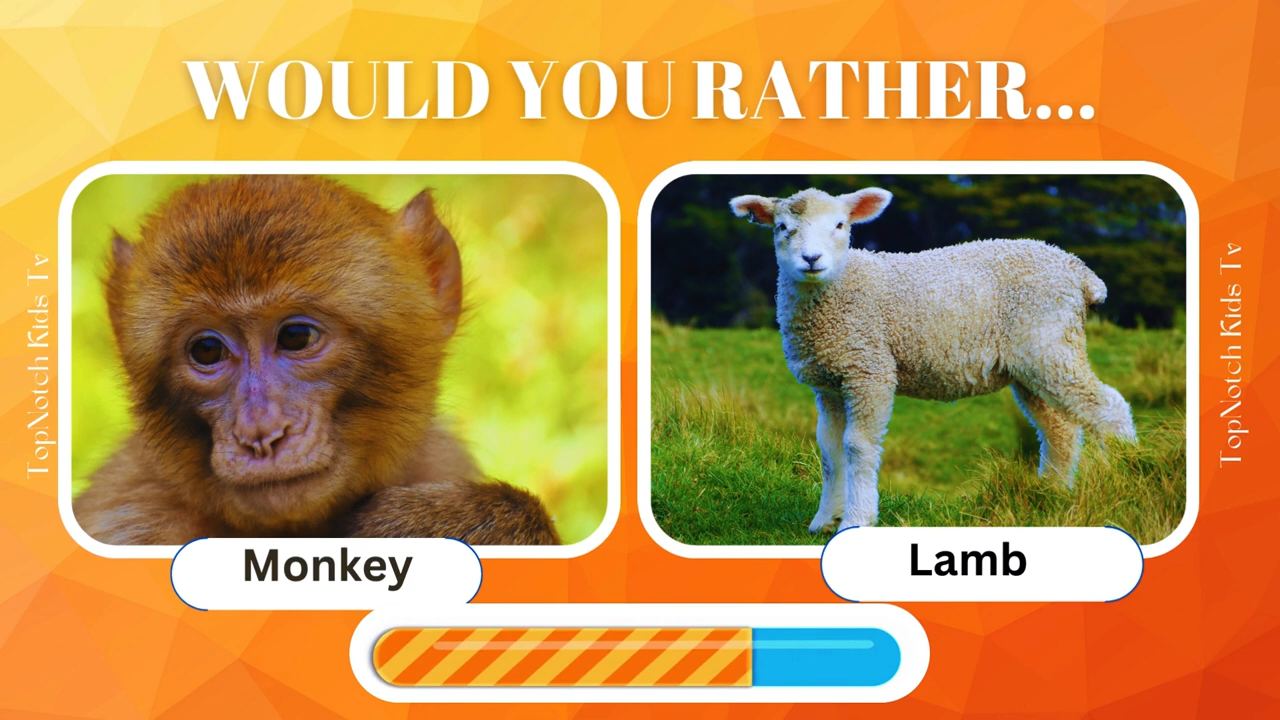 WOULD YOU RATHER...
TopNotch Kids Tv
TopNotch Kids Tv
Monkey
Lamb